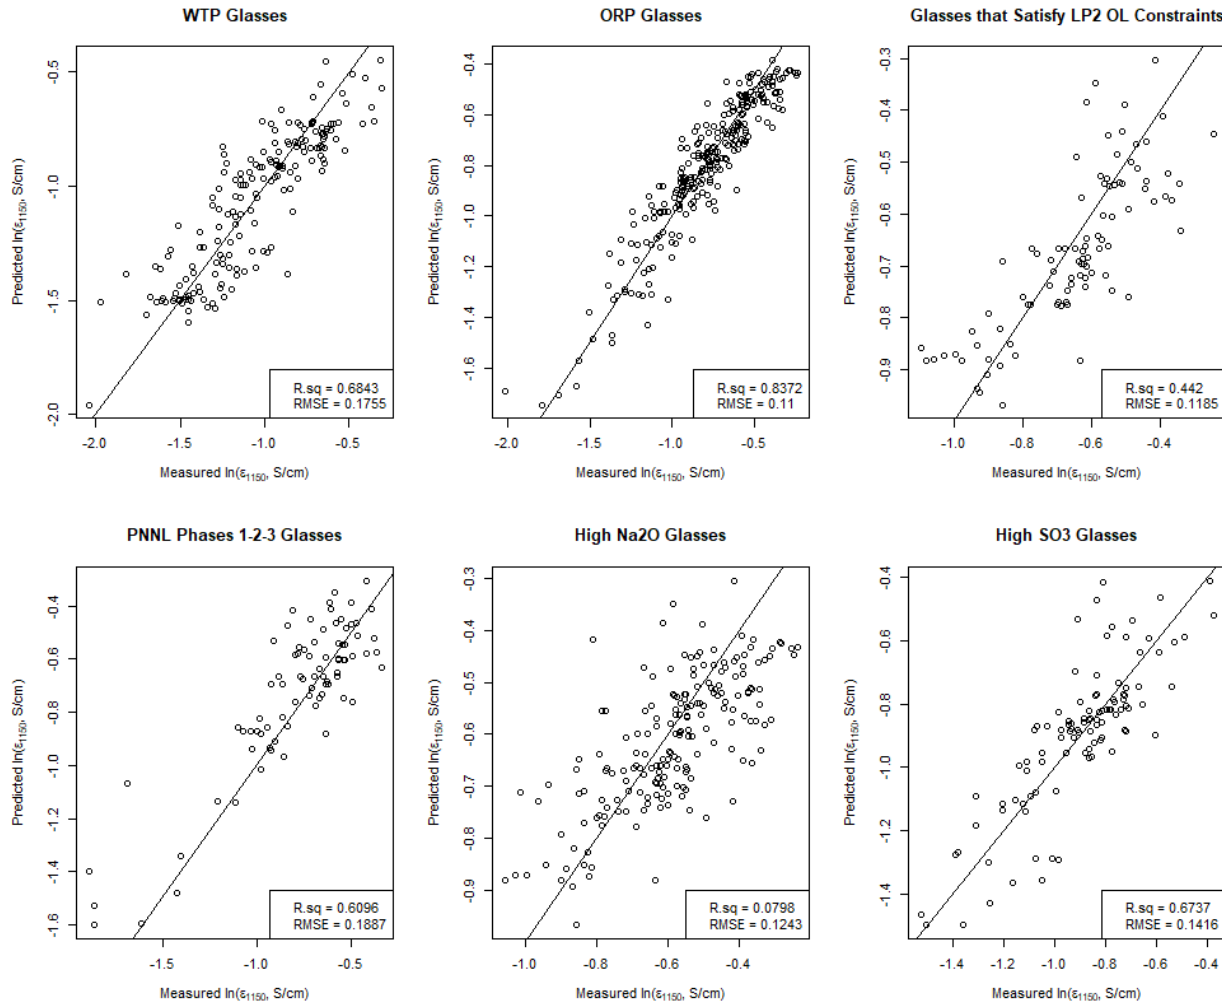 WTP Glasses
Predicted ln(ε1150, S/cm)
-0.5
-1.0
-1.5
-2.0
R.sq = 0.6843
RMSE = 0.1755
-2.0 -1.5 -1.0 -0.5
Measured ln(ε1150, S/cm)
ORP Glasses
Predicted ln(ε1150, S/cm)
-0.4
-0.6
-0.8
-1.0
-1.2
-1.4
-1.6
R.sq = 0.8372
RMSE = 0.11
-2.0 -1.5 -1.0 -0.5
Measured ln(ε1150, S/cm)
Glasses that Satisfy LP2 OL Constraints
Predicted ln(ε1150, S/cm)
-0.3
-0.4
-0.5
-0.6
-0.7
-0.8
-0.9
R.sq = 0.442
RMSE = 0.1185
-1.0 -0.8 -0.6 -0.4
Measured ln(ε1150, S/cm)
PNNL Phases 1-2-3 Glasses
Predicted ln(ε1150, S/cm)
-0.4
-0.6
-0.8
-1.0
-1.2
-1.4
-1.6
R.sq = 0.6096
RMSE = 0.1887
-1.5 -1.0 -0.5
Measured ln(ε1150, S/cm)
High Na2O Glasses
Predicted ln(ε1150, S/cm)
-0.3
-0.4
-0.5
-0.6
-0.7
-0.8
-0.9
R.sq = 0.0798
RMSE = 0.1243
-1.0 -0.8 -0.6 -0.4
Measured ln(ε1150, S/cm)
High SO3 Glasses
Predicted ln(ε1150, S/cm)
-0.4
-0.6
-0.8
-1.0
-1.2
-1.4
R.sq = 0.6737
RMSE = 0.1416
-1.4 -1.2 -1.0 -0.8 -0.6 -0.4
Measured ln(ε1150, S/cm)